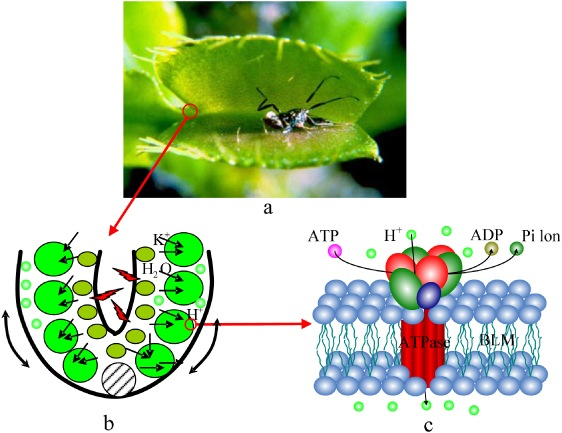 a
K+
H2O
H+
b
ATP
H+
ADP
Pi Ion
ATPase
BLM
c